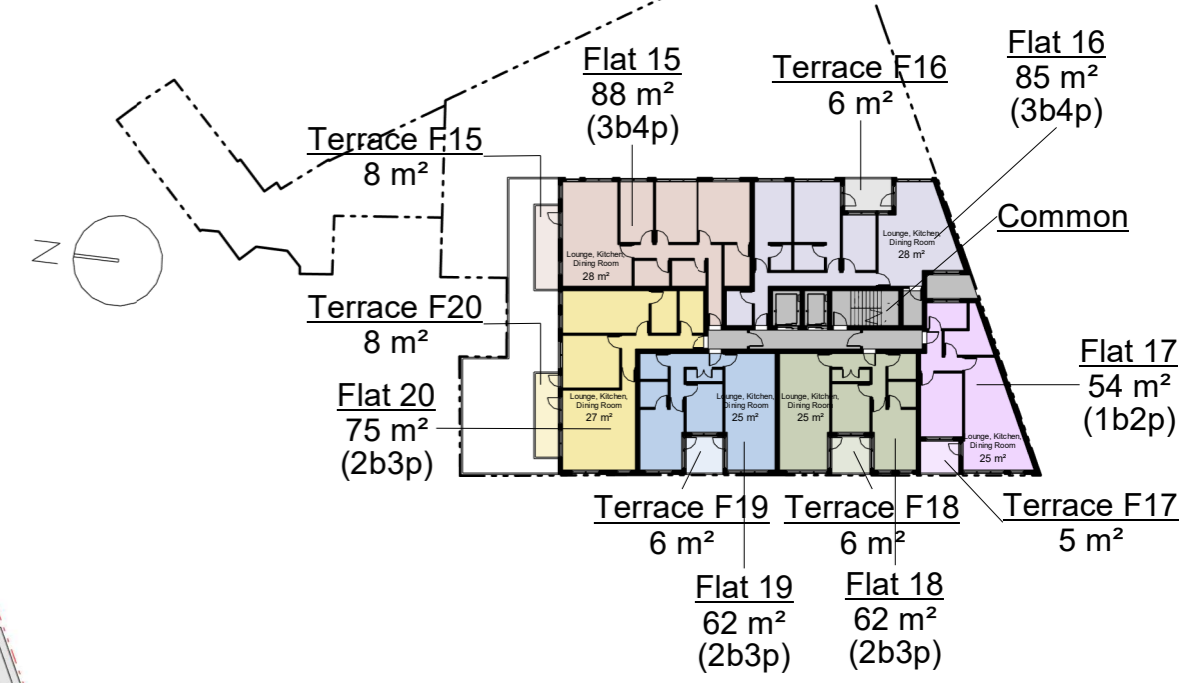 Flat 16
85 m²
(3b4p)
Flat 15
88 m²
(3b4p)
Terrace F16
6 m²
Terrace F15
8 m²
Common
Lounge, Kitchen,
Dining Room
28 m²
Lounge, Kitchen,
Dining Room
28 m²
N
Terrace F20
8 m²
Flat 17
54 m²
(1b2p)
Flat 20
75 m²
(2b3p)
Lounge, Kitchen,
Dining Room
27 m²
Lounge, Kitchen,
Dining Room
25 m²
Lounge, Kitchen,
Dining Room
25 m²
Lounge, Kitchen,
Dining Room
25 m²
Terrace F19
6 m²
Terrace F18
6 m²
Terrace F17
5 m²
Flat 19
62 m²
(2b3p)
Flat 18
62 m²
(2b3p)